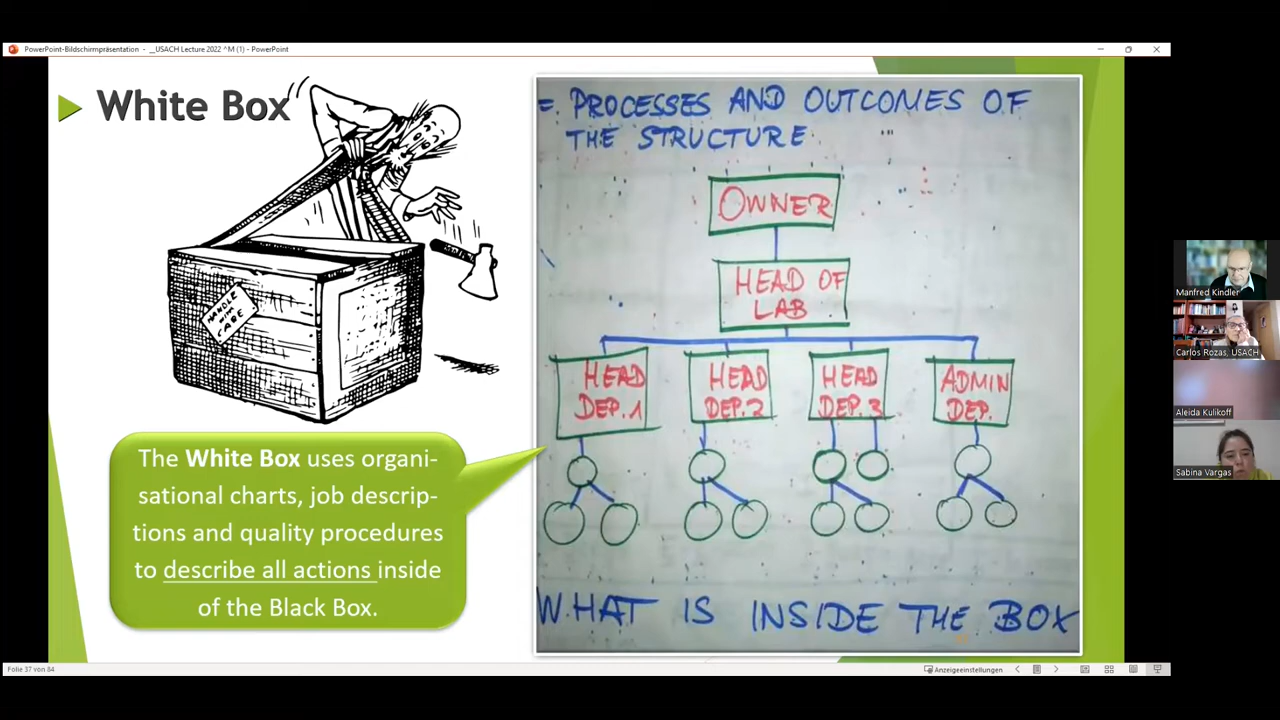 PowerPoint-Bildschirmpräsentation - __USACH Lecture 2022 ^M (1) - PowerPoint
White Box
HANDLE
WITH
CARE
The White Box uses organi-
sational charts, job descrip-
tions and quality procedures
to describe all actions inside
of the Black Box.
= PROCESSES AND OUTCOMES OF
THE STRUCTURE
OWNER
HEAD OF
LAB
HEAD
DEP. 1
HEAD
DEP. 2
HEAD
DEP. 3
ADMIN
DEP.
WHAT IS INSIDE THE BOX
Manfred Kindler
Carlos Rozas, USACH
Aleida Kulikoff
Sabina Vargas
Folie 37 von 84
Anzeigeeinstellungen